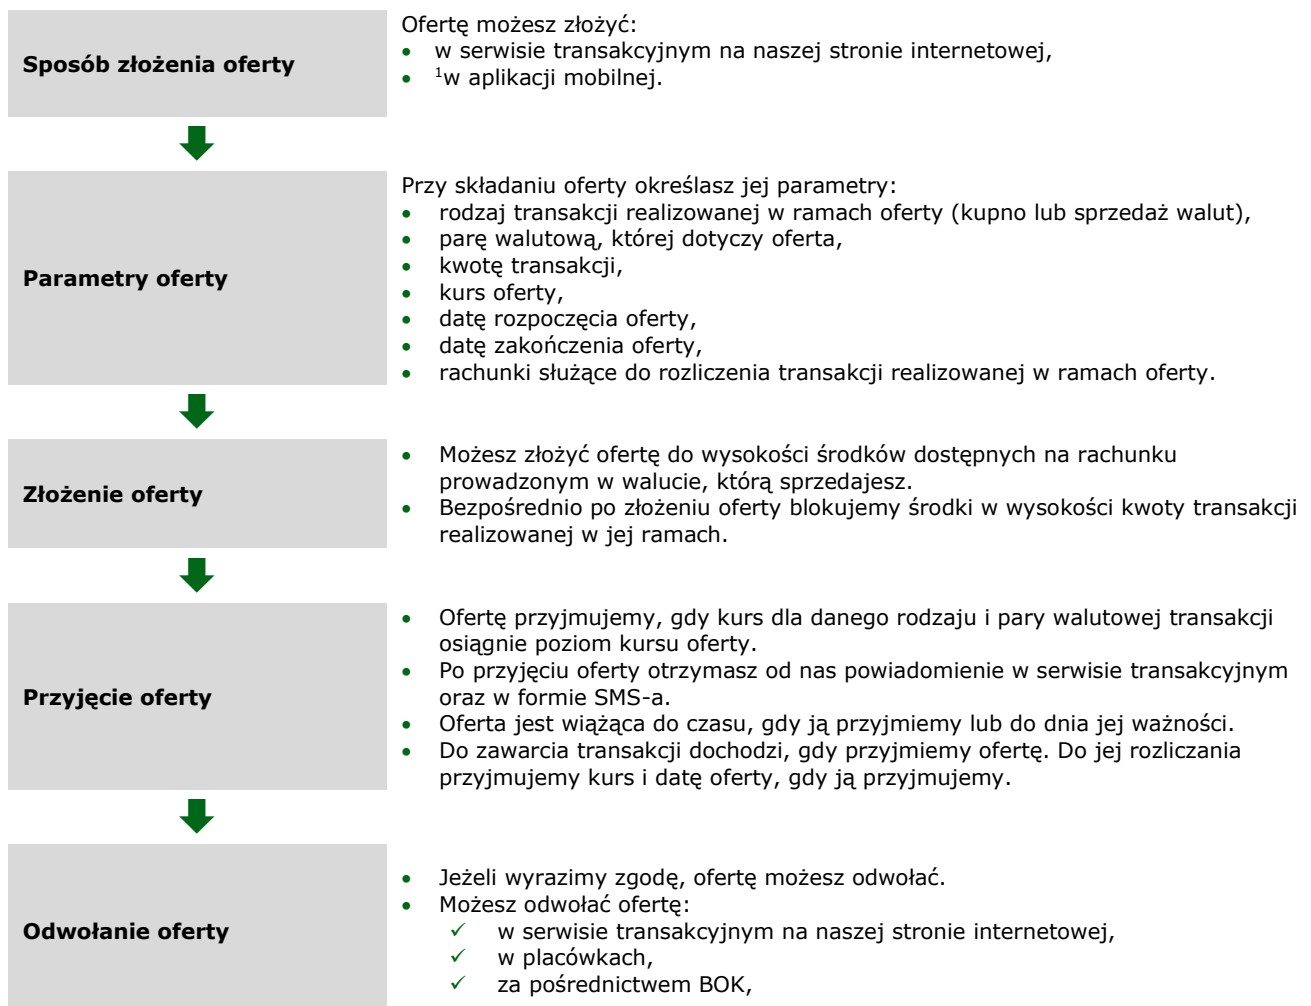 Sposób złożenia oferty
Ofertę możesz złożyć:
• w serwisie transakcyjnym na naszej stronie internetowej,
• ¹w aplikacji mobilnej.
Parametry oferty
Przy składaniu oferty określasz jej parametry:
• rodzaj transakcji realizowanej w ramach oferty (kupno lub sprzedaż walut),
• parę walutową, której dotyczy oferta,
• kwotę transakcji,
• kurs oferty,
• datę rozpoczęcia oferty,
• datę zakończenia oferty,
• rachunki służące do rozliczenia transakcji realizowanej w ramach oferty.
Złożenie oferty
• Możesz złożyć ofertę do wysokości środków dostępnych na rachunku
prowadzonym w walucie, którą sprzedajesz.
• Bezpośrednio po złożeniu oferty blokujemy środki w wysokości kwoty transakcji
realizowanej w jej ramach.
Przyjęcie oferty
• Ofertę przyjmujemy, gdy kurs dla danego rodzaju i pary walutowej transakcji
osiągnie poziom kursu oferty.
• Po przyjęciu oferty otrzymasz od nas powiadomienie w serwisie transakcyjnym
oraz w formie SMS-a.
• Oferta jest wiążąca do czasu, gdy ją przyjmiemy lub do dnia jej ważności.
• Do zawarcia transakcji dochodzi, gdy przyjmiemy ofertę. Do jej rozliczania
przyjmujemy kurs i datę oferty, gdy ją przyjmujemy.
Odwołanie oferty
• Jeżeli wyrazimy zgodę, ofertę możesz odwołać.
• Możesz odwołać ofertę:
✓ w serwisie transakcyjnym na naszej stronie internetowej,
✓ w placówkach,
✓ za pośrednictwem BOK,